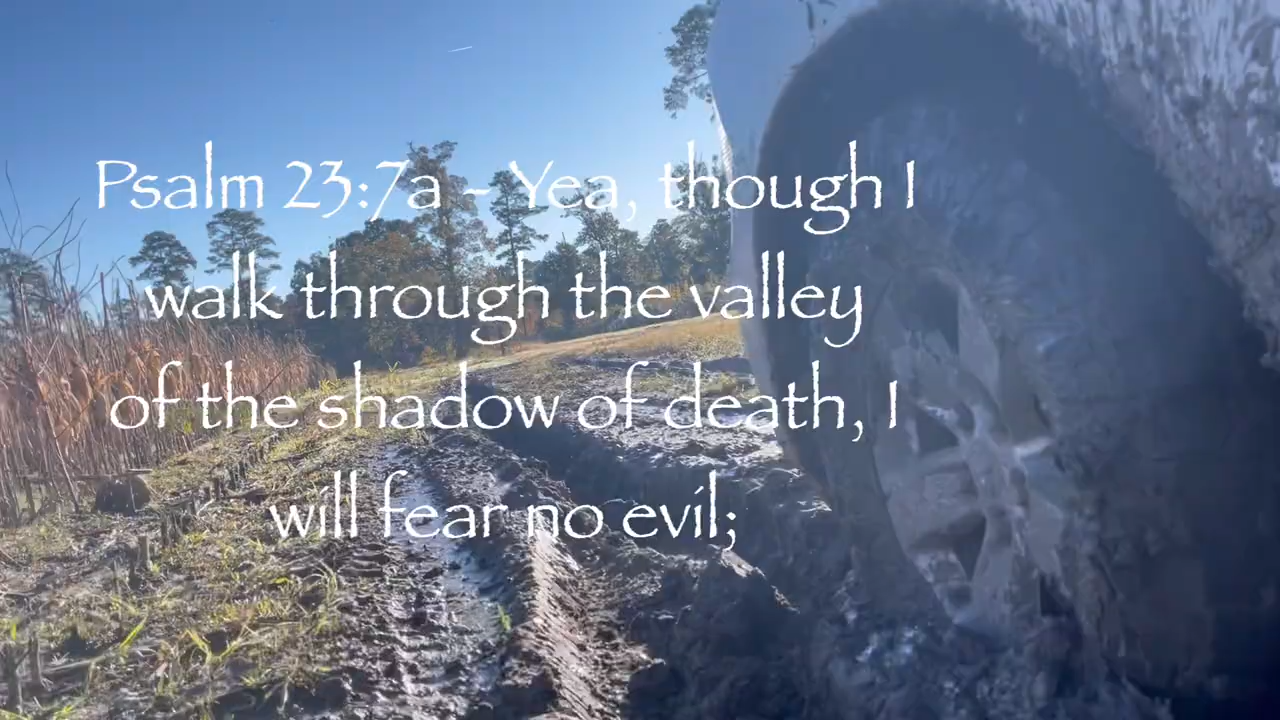 Psalm 23:7a - Yea, though I
walk through the valley
of the shadow of death, I
will fear no evil;